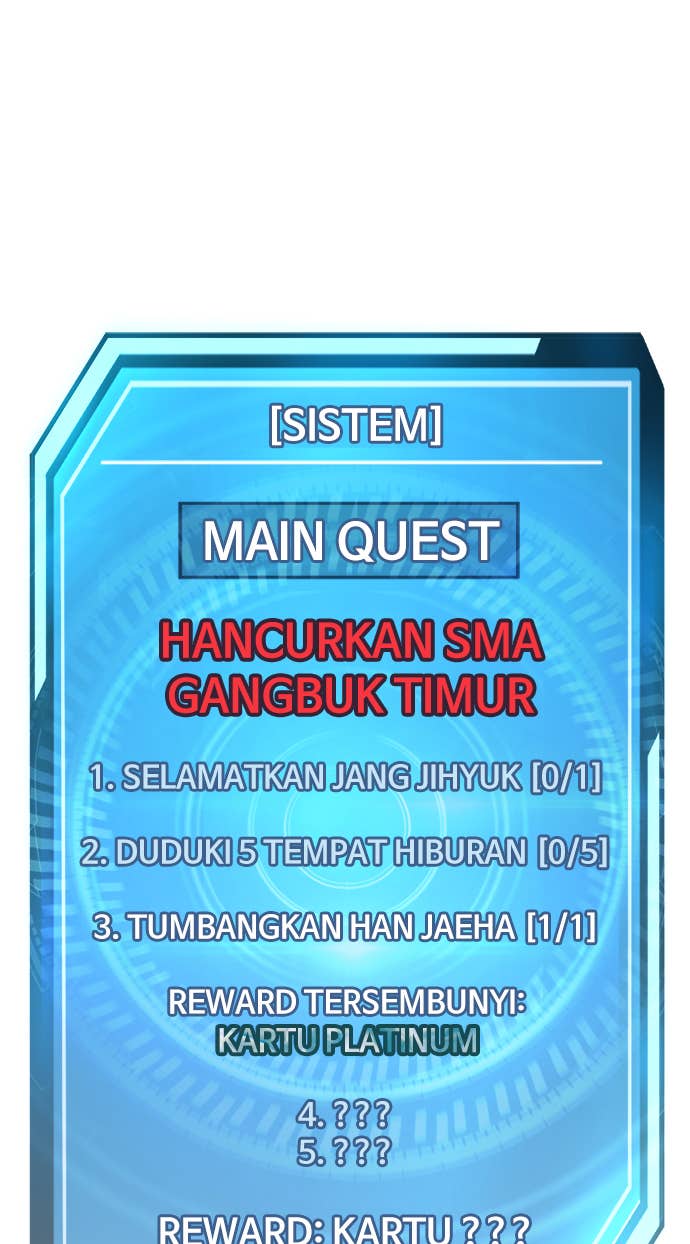 [SISTEM]
MAIN QUEST
HANCURKAN SMA
GANGBUK TIMUR
1. SELAMATKAN JANG JIHYUK [0/1]
2. DUDUKI 5 TEMPAT HIBURAN [0/5]
3. TUMBANGKAN HAN JAEHA [1/1]
REWARD TERSEMBUNYI:
KARTU PLATINUM
4. ???
5. ???
REWARD: KARTU ???